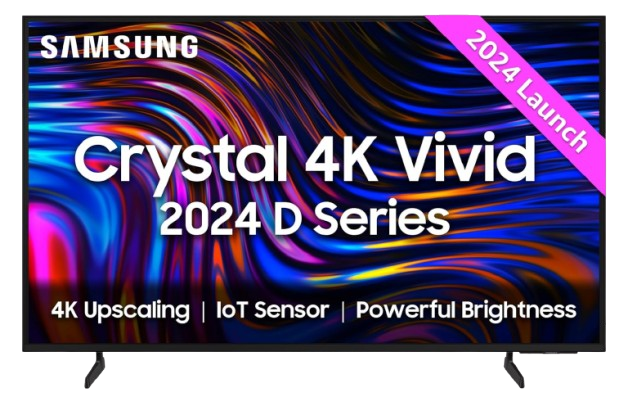 SAMSUNG
2024 Launch
Crystal 4K Vivid
2024 D Series
4K Upscaling | IoT Sensor | Powerful Brightness